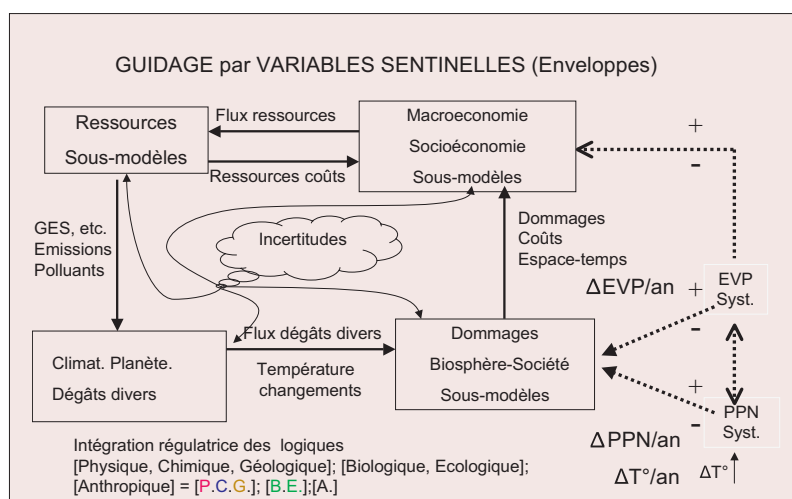 GUIDAGE par VARIABLES SENTINELLES (Enveloppes)
Ressources
Sous-modèles
Flux ressources
Ressources coûts
Macroeconomie
Socioéconomie
Sous-modèles
+
-
GES, etc.
Emissions
Polluants
Incertitudes
Dommages
Coûts
Espace-temps
ΔEVP/an
+
-
EVP
Syst.
Climat. Planète.
Dégâts divers
Flux dégâts divers
Température
changements
Dommages
Biosphère-Société
Sous-modèles
+
-
PPN
Syst.
ΔPPN/an
ΔT°/an
ΔT°
Intégration régulatrice des logiques
[Physique, Chimique, Géologique]; [Biologique, Ecologique];
[Anthropique] = [P.C.G.]; [B.E.];[A.]